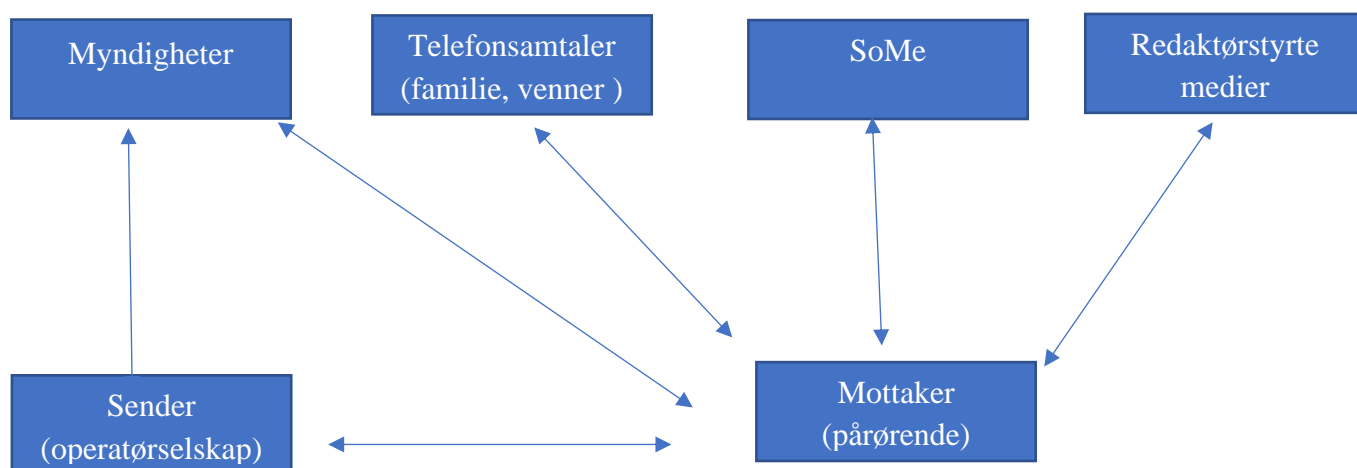 Myndigheter
Telefonsamtaler
(familie, venner )
SoMe
Redaktørstyrte
medier
Sender
(operatørselskap)
Mottaker
(pårørende)